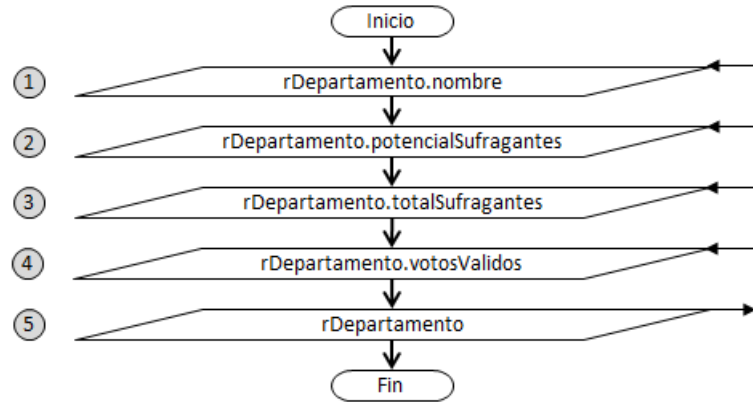 Inicio
1 rDepartamento.nombre
2 rDepartamento.potencialSufragantes
3 rDepartamento.totalSufragantes
4 rDepartamento.votosValidos
5 rDepartamento
Fin